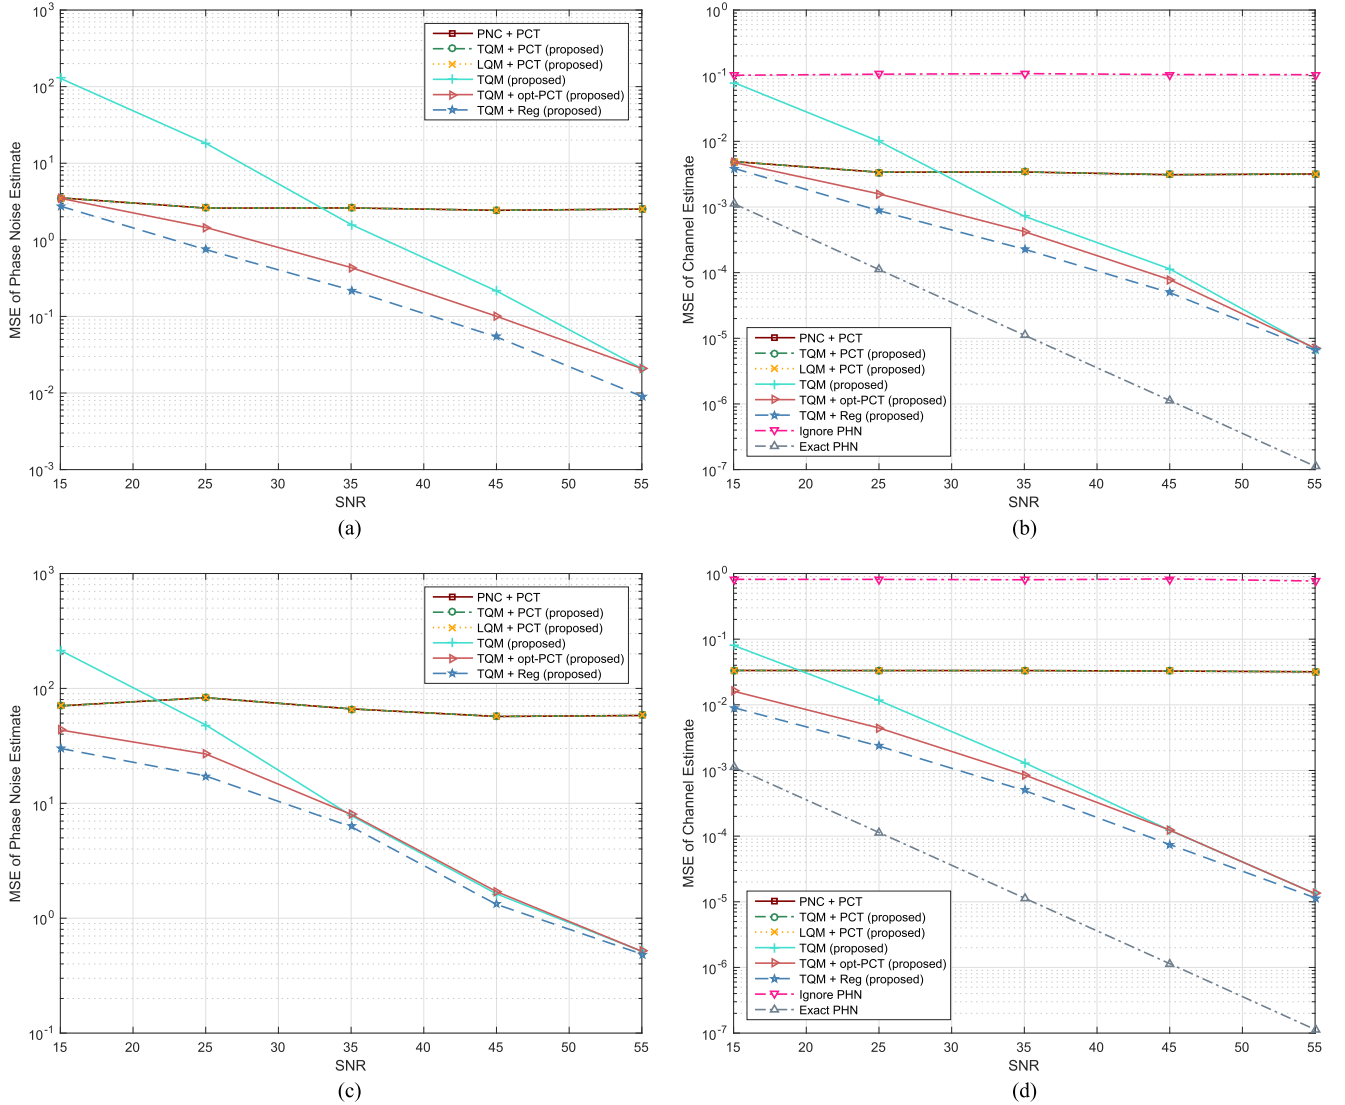 10^3
10^2
10^1
10^0
10^-1
10^-2
10^-3
MSE of Phase Noise Estimate
PNC + PCT
TQM + PCT (proposed)
LQM + PCT (proposed)
TQM (proposed)
TQM + opt-PCT (proposed)
TQM + Reg (proposed)
15 20 25 30 35 40 45 50 55
SNR
(a)
10^0
10^-1
10^-2
10^-3
10^-4
10^-5
10^-6
10^-7
MSE of Channel Estimate
PNC + PCT
TQM + PCT (proposed)
LQM + PCT (proposed)
TQM (proposed)
TQM + opt-PCT (proposed)
TQM + Reg (proposed)
Ignore PHN
Exact PHN
15 20 25 30 35 40 45 50 55
SNR
(b)
10^3
10^2
10^1
10^0
10^-1
MSE of Phase Noise Estimate
PNC + PCT
TQM + PCT (proposed)
LQM + PCT (proposed)
TQM (proposed)
TQM + opt-PCT (proposed)
TQM + Reg (proposed)
15 20 25 30 35 40 45 50 55
SNR
(c)
10^0
10^-1
10^-2
10^-3
10^-4
10^-5
10^-6
10^-7
MSE of Channel Estimate
PNC + PCT
TQM + PCT (proposed)
LQM + PCT (proposed)
TQM (proposed)
TQM + opt-PCT (proposed)
TQM + Reg (proposed)
Ignore PHN
Exact PHN
15 20 25 30 35 40 45 50 55
SNR
(d)